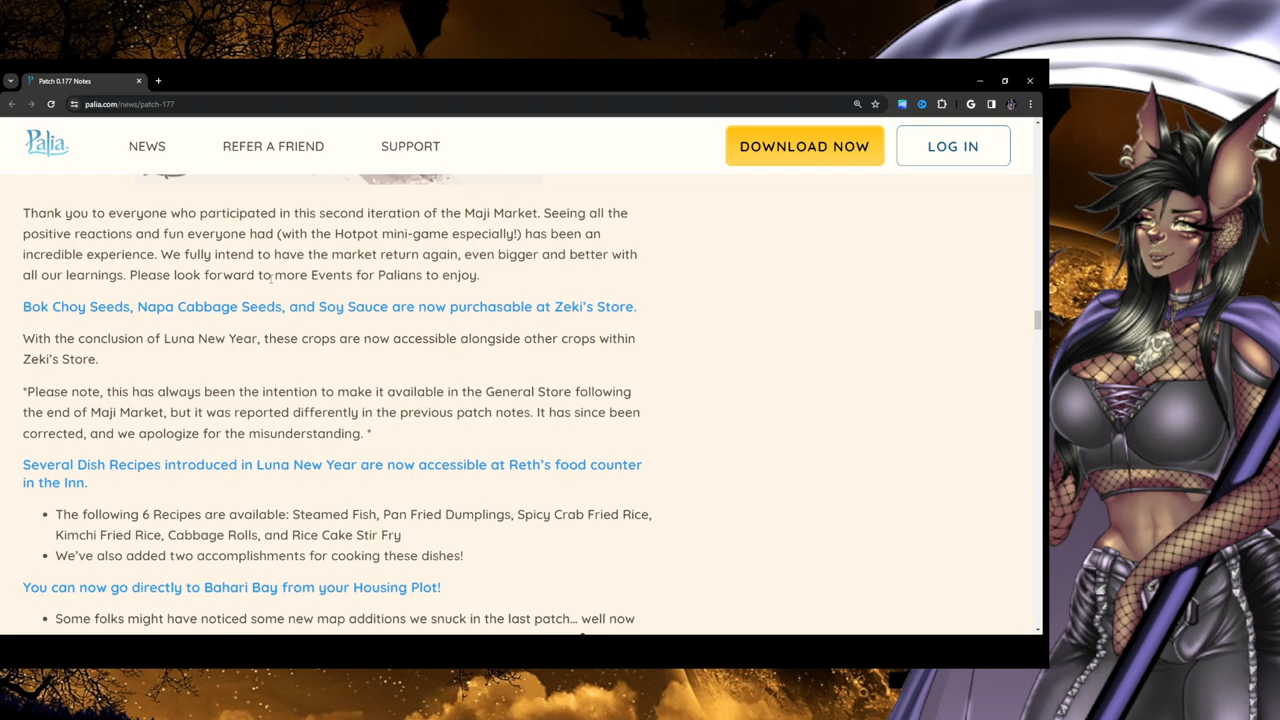 Patch 0.177 Notes
palia.com/news/patch-177
Palia
NEWS
REFER A FRIEND
SUPPORT
DOWNLOAD NOW
LOG IN
Thank you to everyone who participated in this second iteration of the Maji Market. Seeing all the
positive reactions and fun everyone had (with the Hotpot mini-game especially!) has been an
incredible experience. We fully intend to have the market return again, even bigger and better with
all our learnings. Please look forward to more Events for Palians to enjoy.
Bok Choy Seeds, Napa Cabbage Seeds, and Soy Sauce are now purchasable at Zeki's Store.
With the conclusion of Luna New Year, these crops are now accessible alongside other crops within
Zeki's Store.
*Please note, this has always been the intention to make it available in the General Store following
the end of Maji Market, but it was reported differently in the previous patch notes. It has since been
corrected, and we apologize for the misunderstanding. *
Several Dish Recipes introduced in Luna New Year are now accessible at Reth's food counter
in the Inn.
• The following 6 Recipes are available: Steamed Fish, Pan Fried Dumplings, Spicy Crab Fried Rice,
Kimchi Fried Rice, Cabbage Rolls, and Rice Cake Stir Fry
• We've also added two accomplishments for cooking these dishes!
You can now go directly to Bahari Bay from your Housing Plot!
• Some folks might have noticed some new map additions we snuck in the last patch... well now